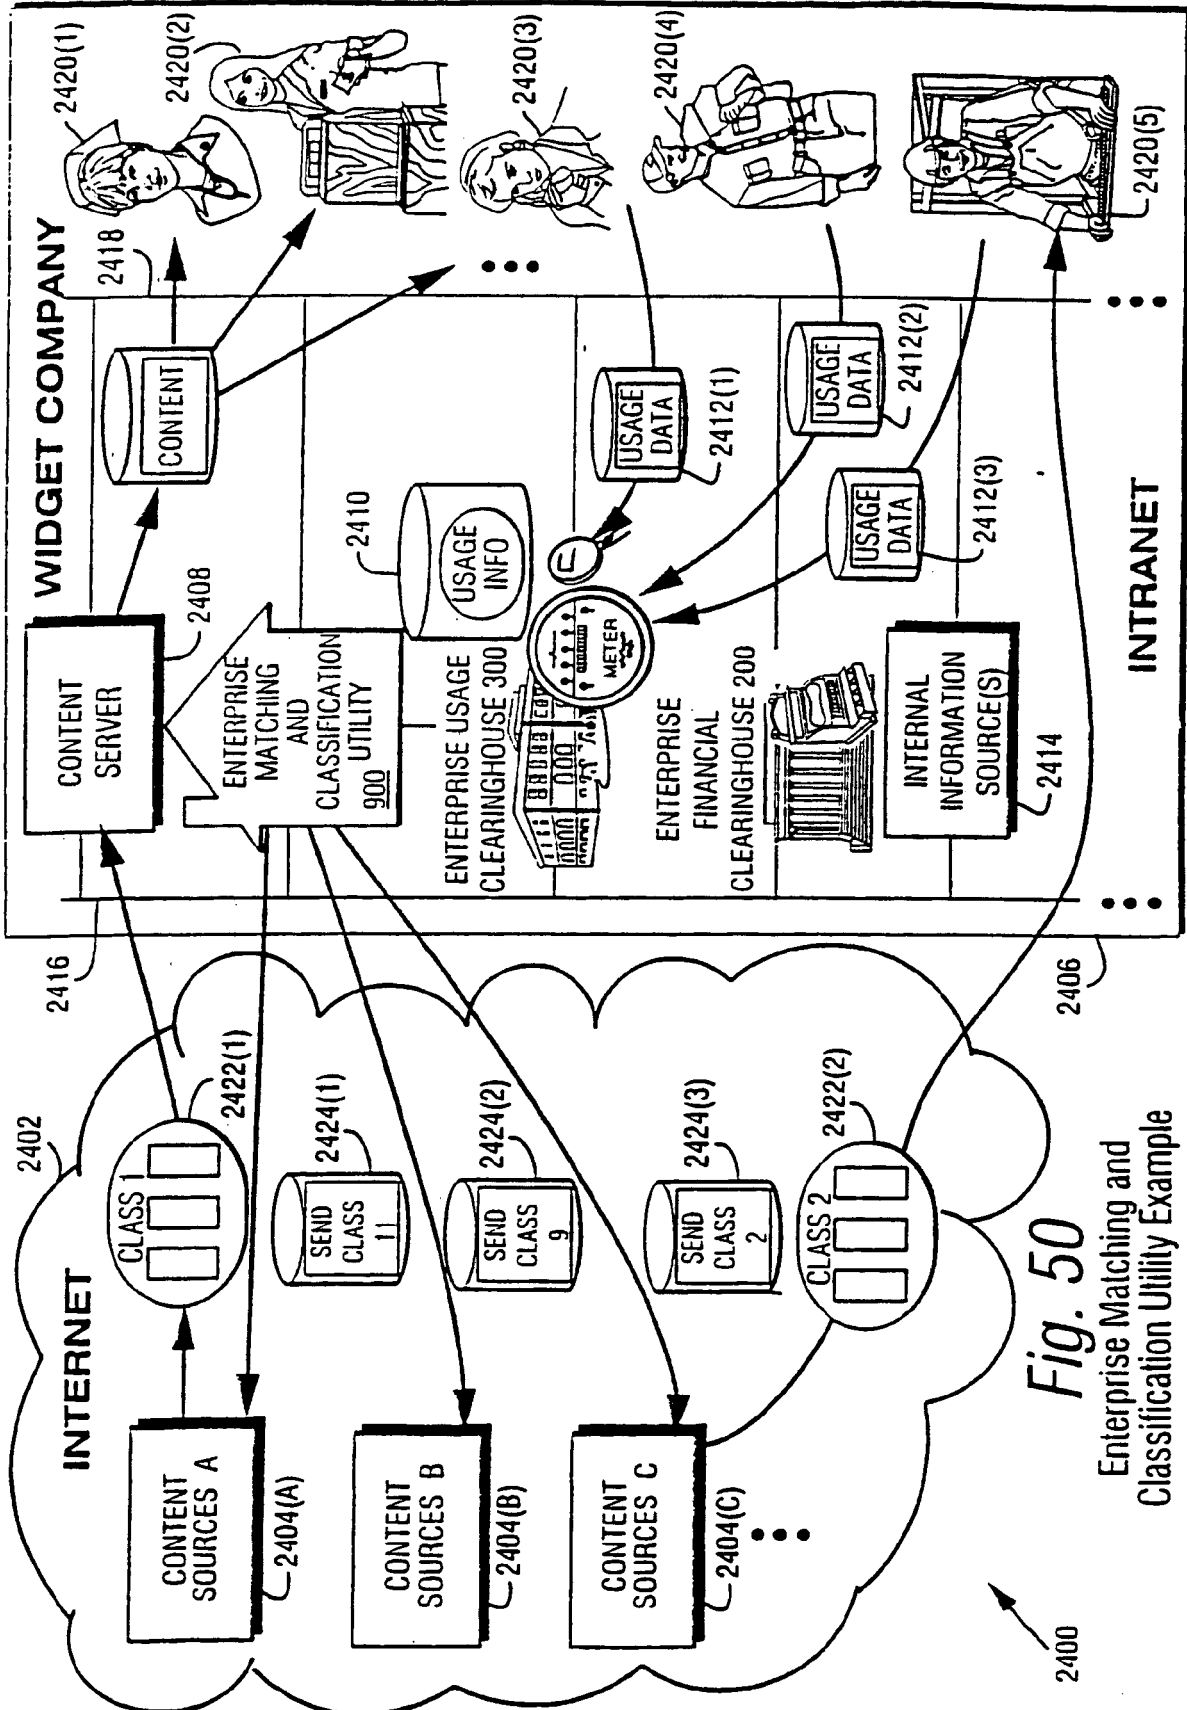 WIDGET COMPANY
INTERNET
INTRANET
2402
2416
2418
2406
2400
CONTENT
SOURCES A
2404(A)
CONTENT
SOURCES B
2404(B)
CONTENT
SOURCES C
2404(C)
CLASS 1
2422(1)
SEND
CLASS
11
2424(1)
SEND
CLASS
9
2424(2)
SEND
CLASS
2
2424(3)
CLASS 2
2422(2)
CONTENT
SERVER
2408
CONTENT
ENTERPRISE
MATCHING
AND
CLASSIFICATION
UTILITY
900
USAGE
INFO
2410
ENTERPRISE USAGE
CLEARINGHOUSE 300
METER
ENTERPRISE
FINANCIAL
CLEARINGHOUSE 200
INTERNAL
INFORMATION
SOURCE(S)
2414
USAGE
DATA
2412(1)
USAGE
DATA
2412(2)
USAGE
DATA
2412(3)
2420(1)
2420(2)
2420(3)
2420(4)
2420(5)
Fig. 50
Enterprise Matching and
Classification Utility Example